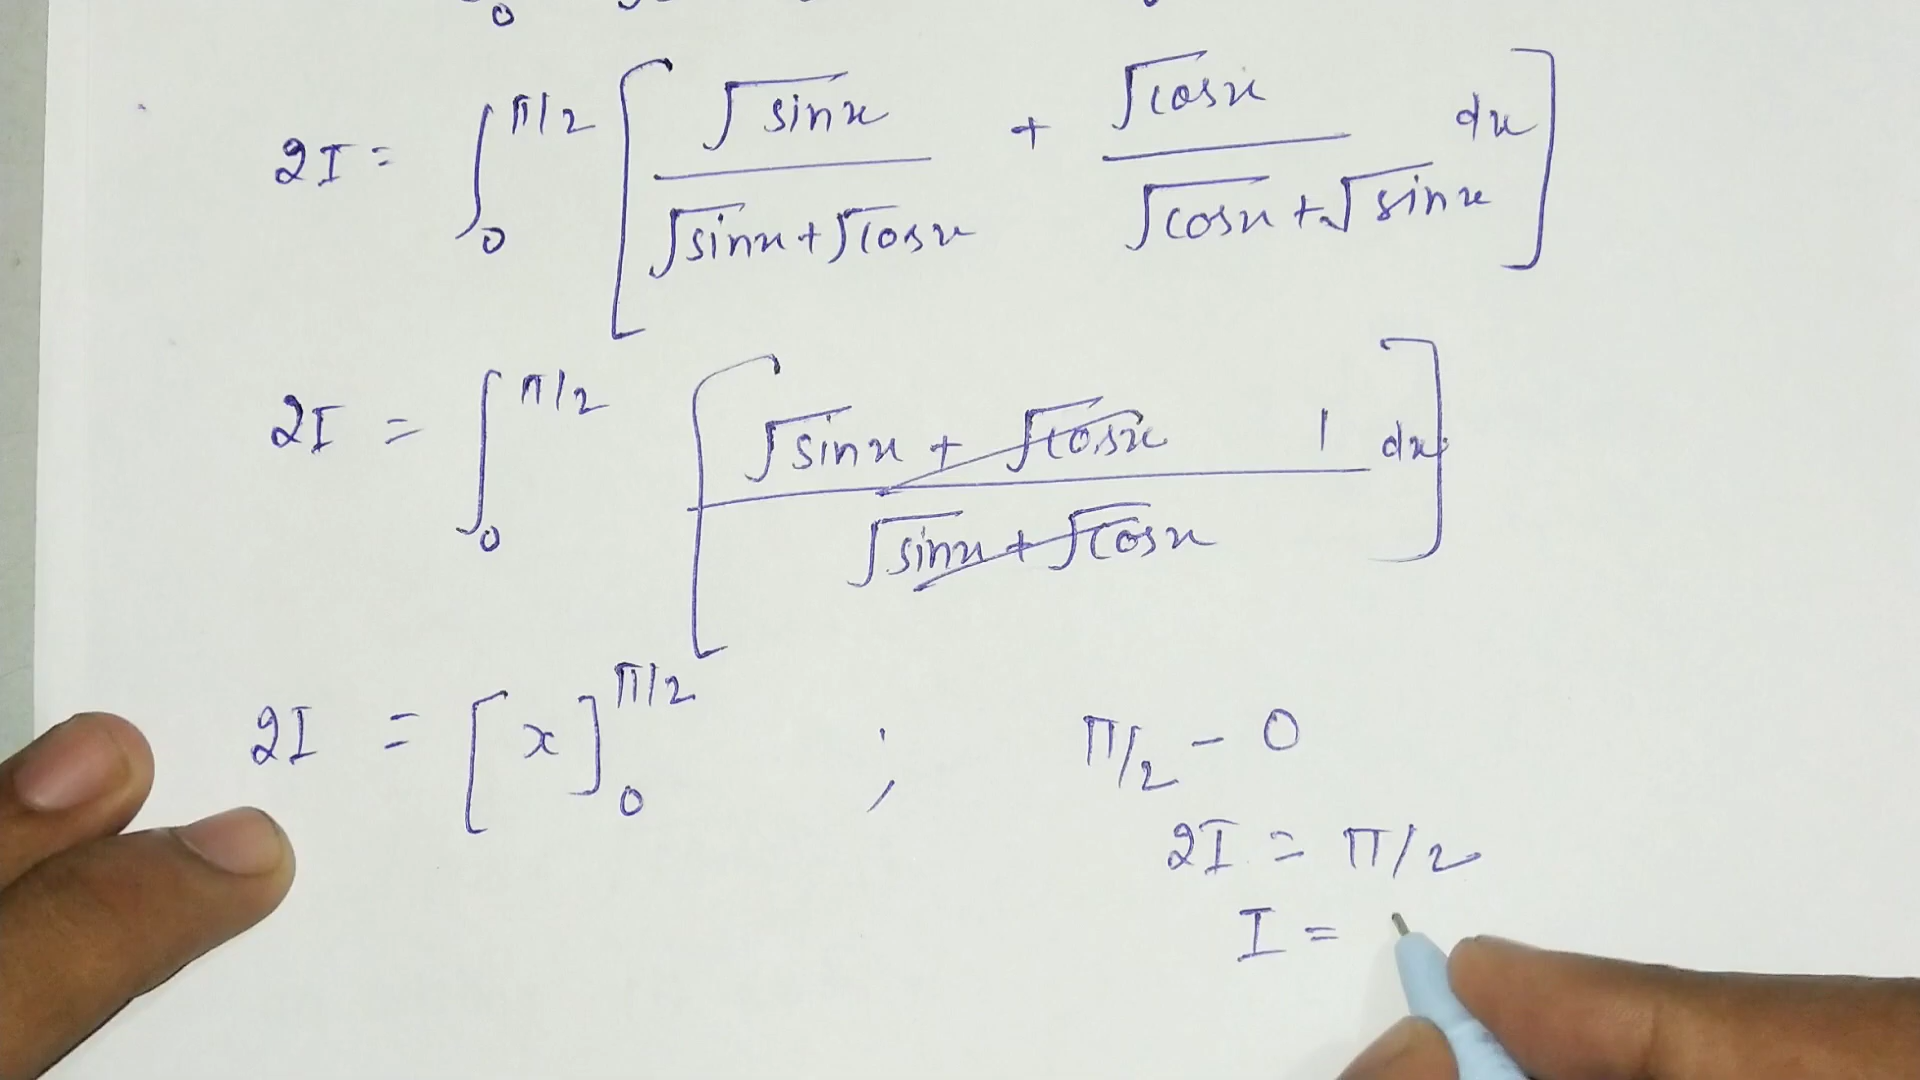 2I = ∫₀^π/2 [ √sinx / √sinx+√cosx + √cosx / √cosx+√sinx dx ]
2I = ∫₀^π/2 [ √sinx + √cosx / √sinx+√cosx 1 dx ]
2I = [x]₀^π/2 ; π/2 - 0
2I = π/2
I =